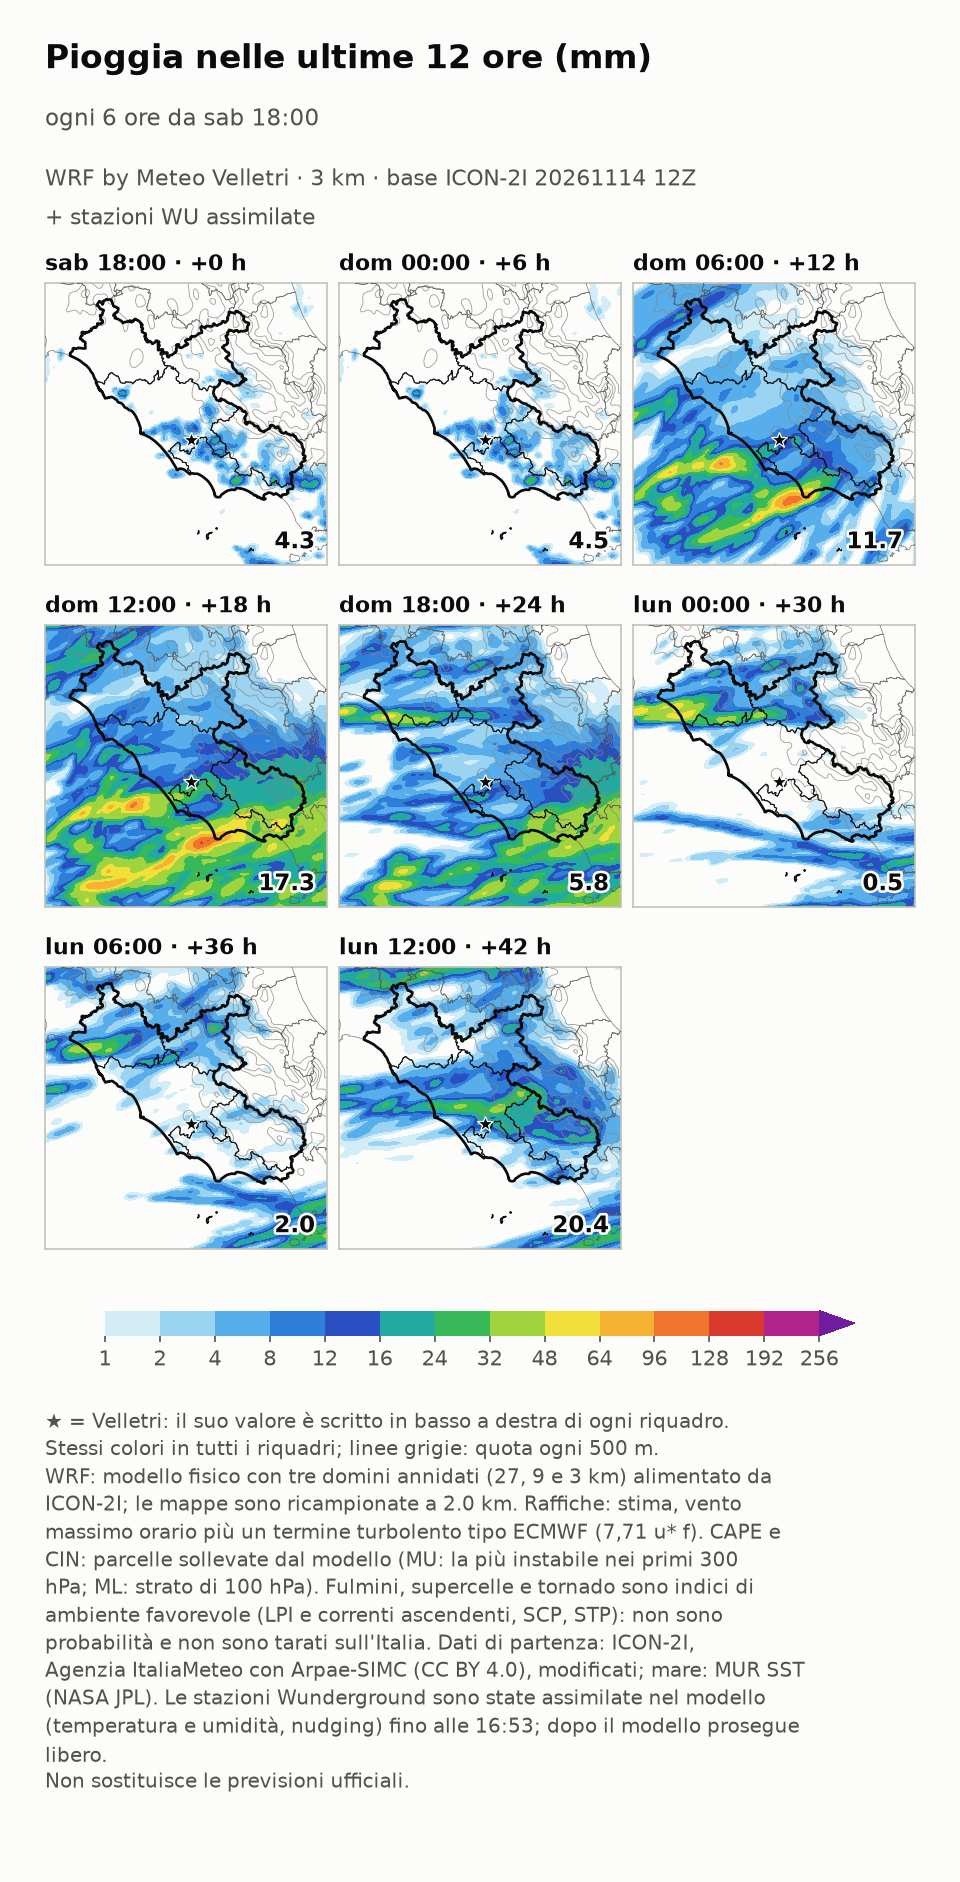 Pioggia nelle ultime 12 ore (mm)
ogni 6 ore da sab 18:00
WRF by Meteo Velletri · 3 km · base ICON-2I 20261114 12Z
+ stazioni WU assimilate
sab 18:00 · +0 h
dom 00:00 · +6 h
dom 06:00 · +12 h
4.3
4.5
11.7
dom 12:00 · +18 h
dom 18:00 · +24 h
lun 00:00 · +30 h
17.3
5.8
0.5
lun 06:00 · +36 h
lun 12:00 · +42 h
2.0
20.4
1 2 4 8 12 16 24 32 48 64 96 128 192 256
★ = Velletri: il suo valore è scritto in basso a destra di ogni riquadro.
Stessi colori in tutti i riquadri; linee grigie: quota ogni 500 m.
WRF: modello fisico con tre domini annidati (27, 9 e 3 km) alimentato da
ICON-2I; le mappe sono ricampionate a 2.0 km. Raffiche: stima, vento
massimo orario più un termine turbolento tipo ECMWF (7,71 u* f). CAPE e
CIN: parcelle sollevate dal modello (MU: la più instabile nei primi 300
hPa; ML: strato di 100 hPa). Fulmini, supercelle e tornado sono indici di
ambiente favorevole (LPI e correnti ascendenti, SCP, STP): non sono
probabilità e non sono tarati sull'Italia. Dati di partenza: ICON-2I,
Agenzia ItaliaMeteo con Arpae-SIMC (CC BY 4.0), modificati; mare: MUR SST
(NASA JPL). Le stazioni Wunderground sono state assimilate nel modello
(temperatura e umidità, nudging) fino alle 16:53; dopo il modello prosegue
libero.
Non sostituisce le previsioni ufficiali.